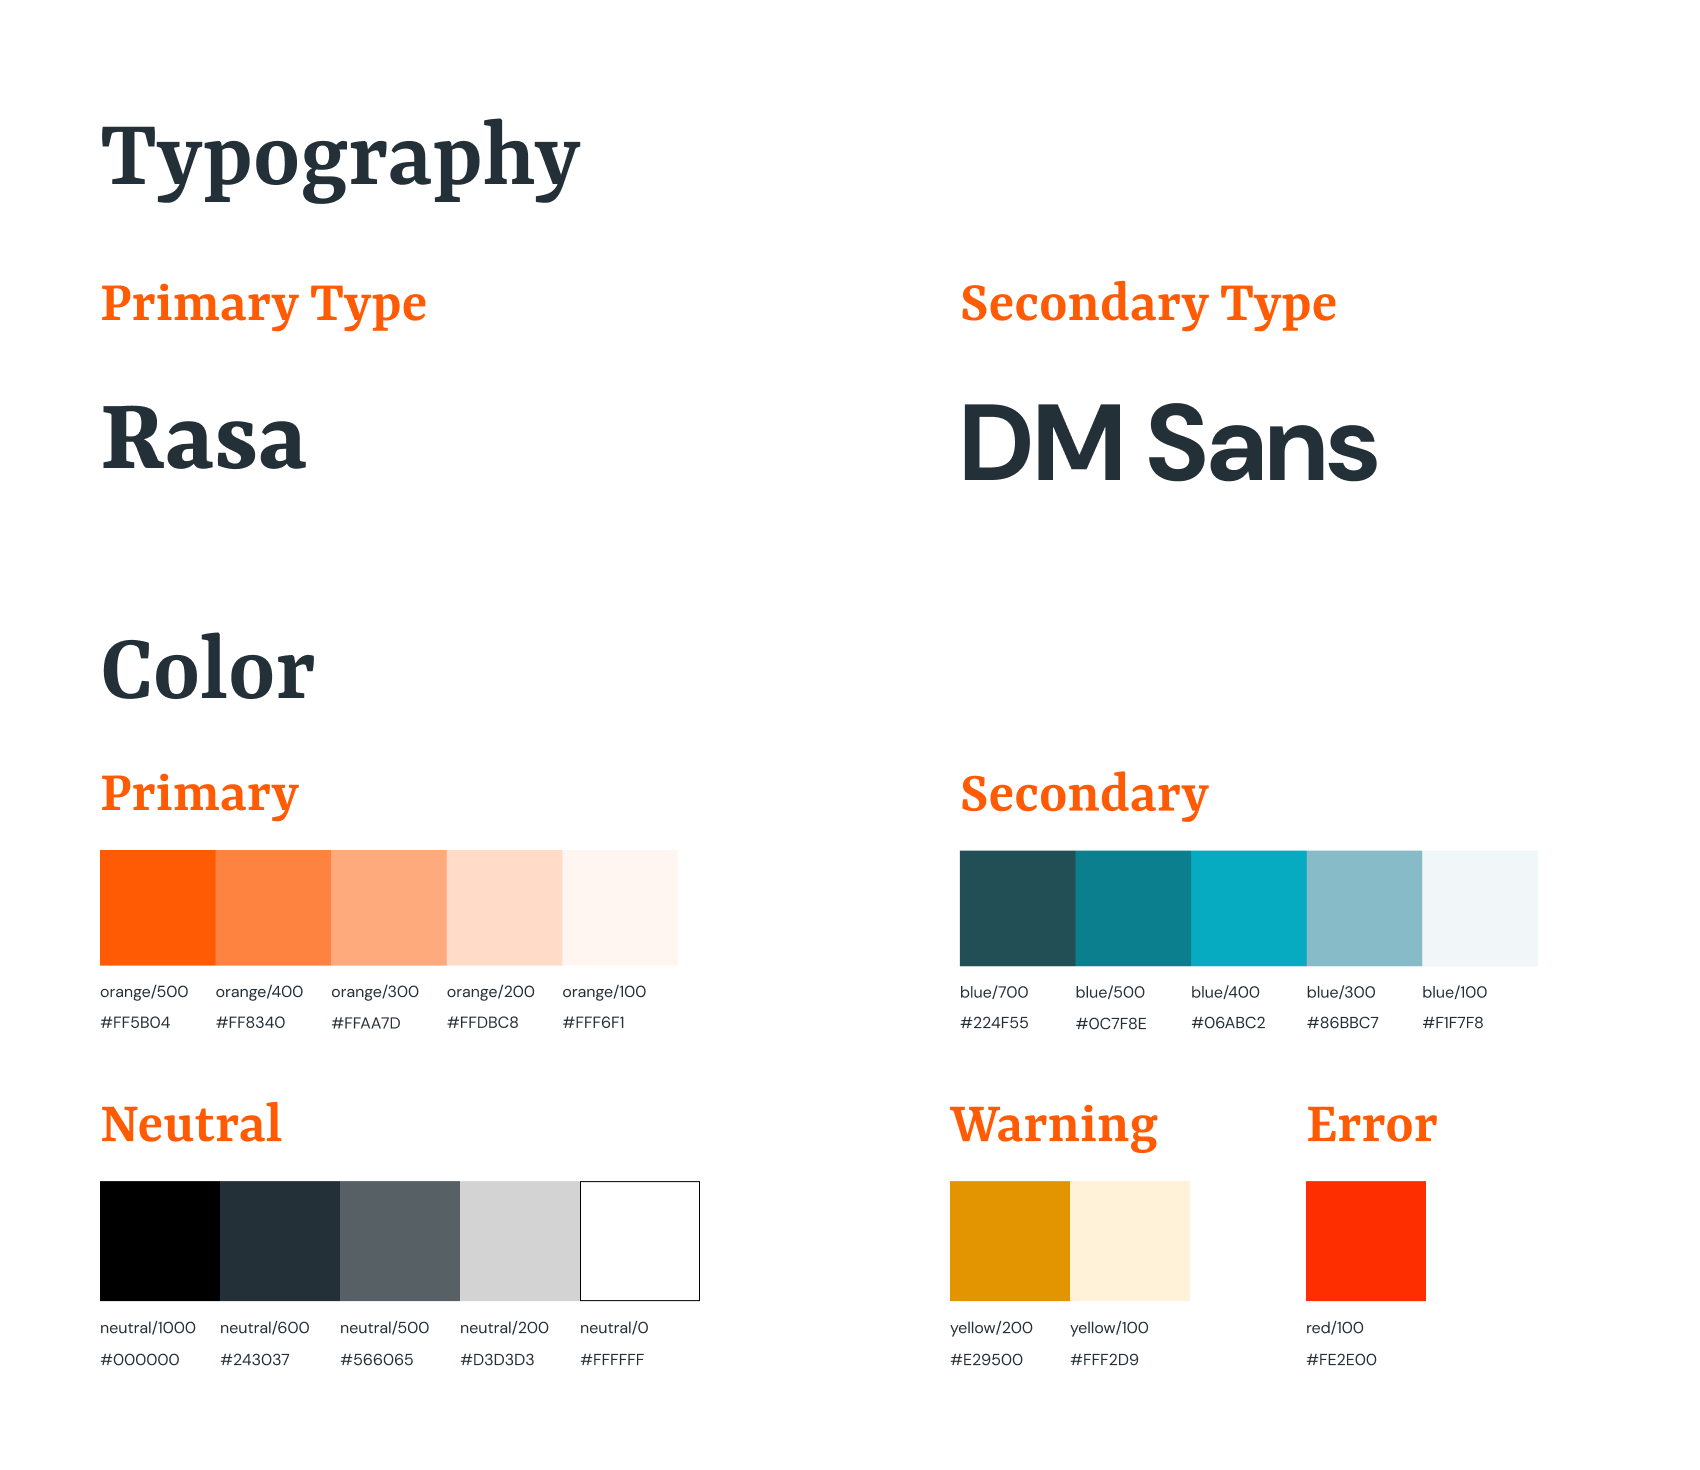 Typography
Primary Type
Secondary Type
Rasa
DM Sans
Color
Primary
Secondary
orange/500 orange/400 orange/300 orange/200 orange/100
#FF5B04 #FF8340 #FFAA7D #FFDBC8 #FFF6F1
blue/700 blue/500 blue/400 blue/300 blue/100
#224F55 #0C7F8E #06ABC2 #86BBC7 #F1F7F8
Neutral
Warning
Error
neutral/1000 neutral/600 neutral/500 neutral/200 neutral/0
#000000 #243037 #566065 #D3D3D3 #FFFFFF
yellow/200 yellow/100
#E29500 #FFF2D9
red/100
#FE2E00